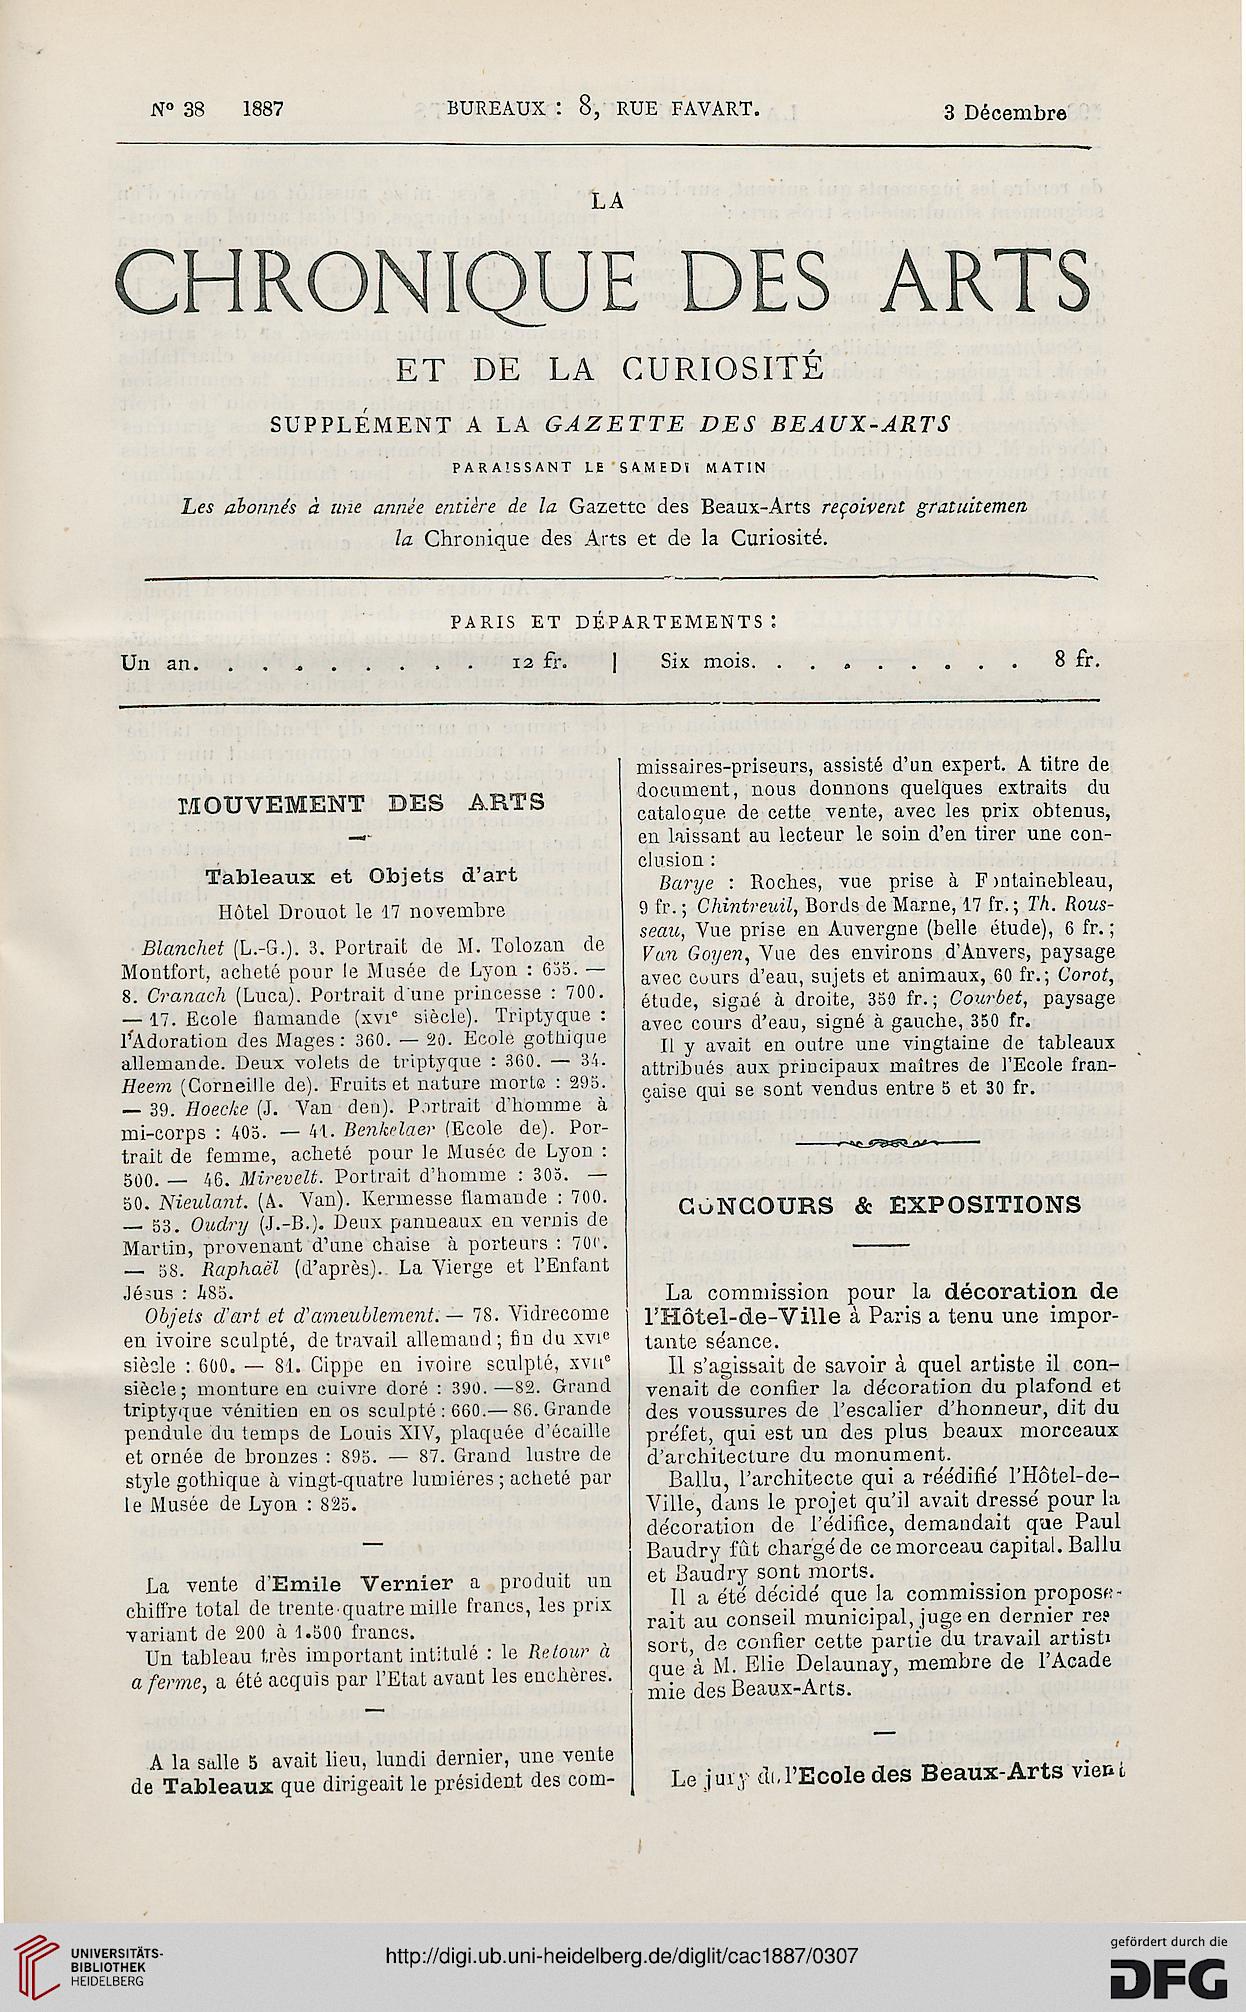 N° 38 1887 BUREAUX : 8, RUE FAVART. 3 Décembre
LA
CHRONIQUE DES ARTS
ET DE LA CURIOSITÉ
SUPPLÉMENT A LA GAZETTE DES BEAUX-ARTS
PARAISSANT LE SAMEDI MATIN
Les abonnés à une année entière de la Gazette des Beaux-Arts reçoivent gratuitemen
la Chronique des Arts et de la Curiosité.
PARIS ET DÉPARTEMENTS :
Un an. . . . . . . . . 12 fr. | Six mois. . . . . . . . . 8 fr.
MOUVEMENT DES ARTS
Tableaux et Objets d'art
Hôtel Drouot le 17 novembre
Blanchet (L.-G.). 3. Portrait de M. Tolozan de
Montfort, acheté pour le Musée de Lyon : 655. —
8. Cranach (Luca). Portrait d'une princesse : 700.
— 17. Ecole flamande (XVIe siècle). Triptyque :
l'Adoration des Mages : 360. — 20. Ecole gothique
allemande. Deux volets de triptyque : 360. — 34.
Heem (Corneille de). Fruits et nature morte : 295.
— 39. Hoecke (J. Van den). Portrait d'homme à
mi-corps : 405. — 41. Benkelaer (Ecole de). Por-
trait de femme, acheté pour le Musée de Lyon :
500. — 46. Mirevelt. Portrait d'homme : 305. —
50. Nieulant. (A. Van). Kermesse flamande : 700.
— 53. Oudry (J.-B.). Deux panneaux en vernis de
Martin, provenant d'une chaise à porteurs : 700.
— 58. Raphaël (d'après). La Vierge et l'Enfant
Jésus : 485.
Objets d'art et d'ameublement. — 78. Vidrecome
en ivoire sculpté, de travail allemand ; fin du XVIe
siècle : 600. — 81. Cippe en ivoire sculpté, XVIIe
siècle ; monture en cuivre doré : 390. — 82. Grand
triptyque vénitien en os sculpté : 660. — 86. Grande
pendule du temps de Louis XIV, plaquée d'écaille
et ornée de bronzes : 895. — 87. Grand lustre de
style gothique à vingt-quatre lumières ; acheté par
le Musée de Lyon : 825.
La vente d'Emile Vernier a produit un
chiffre total de trente-quatre mille francs, les prix
variant de 200 à 1.500 francs.
Un tableau très important intitulé : le Retour à
a ferme, a été acquis par l'Etat avant les enchères.
A la salle 5 avait lieu, lundi dernier, une vente
de Tableaux que dirigeait le président des com-
missaires-priseurs, assisté d'un expert. A titre de
document, nous donnons quelques extraits du
catalogue de cette vente, avec les prix obtenus,
en laissant au lecteur le soin d'en tirer une con-
clusion :
Barye : Roches, vue prise à Fontainebleau,
9 fr. ; Chintreuil, Bords de Marne, 17 fr. ; Th. Rous-
seau, Vue prise en Auvergne (belle étude), 6 fr. ;
Van Goyen, Vue des environs d'Anvers, paysage
avec cours d'eau, sujets et animaux, 60 fr. ; Corot,
étude, signé à droite, 350 fr. ; Courbet, paysage
avec cours d'eau, signé à gauche, 350 fr.
Il y avait en outre une vingtaine de tableaux
attribués aux principaux maîtres de l'Ecole fran-
çaise qui se sont vendus entre 5 et 30 fr.
CONCOURS & EXPOSITIONS
La commission pour la décoration de
l'Hôtel-de-Ville à Paris a tenu une impor-
tante séance.
Il s'agissait de savoir à quel artiste il con-
venait de confier la décoration du plafond et
des voussures de l'escalier d'honneur, dit du
préfet, qui est un des plus beaux morceaux
d'architecture du monument.
Ballu, l'architecte qui a réédifié l'Hôtel-de-
Ville, dans le projet qu'il avait dressé pour la
décoration de l'édifice, demandait que Paul
Baudry fût chargé de ce morceau capital. Ballu
et Baudry sont morts.
Il a été décidé que la commission propose-
rait au conseil municipal, juge en dernier res
sort, de confier cette partie du travail artisti
que à M. Elie Delaunay, membre de l'Acade
mie des Beaux-Arts.
Le jury de l'Ecole des Beaux-Arts vient
UNIVERSITÄTS-
BIBLIOTHEK
HEIDELBERG
http://digi.ub.uni-heidelberg.de/diglit/cac1887/0307
gefördert durch die
DFG